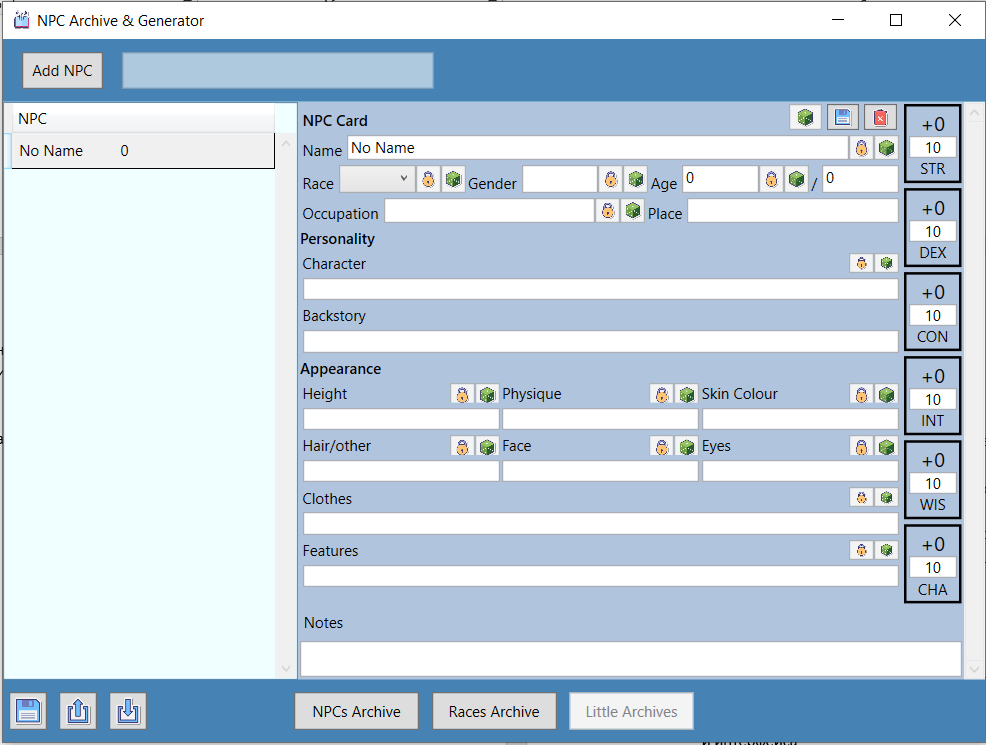 NPC Archive & Generator
Add NPC
NPC
No Name 0
NPC Card
Name No Name
Race Gender Age 0 / 0
Occupation Place
Personality
Character
Backstory
Appearance
Height Physique Skin Colour
Hair/other Face Eyes
Clothes
Features
Notes
+0
10
STR
+0
10
DEX
+0
10
CON
+0
10
INT
+0
10
WIS
+0
10
CHA
NPCs Archive Races Archive Little Archives